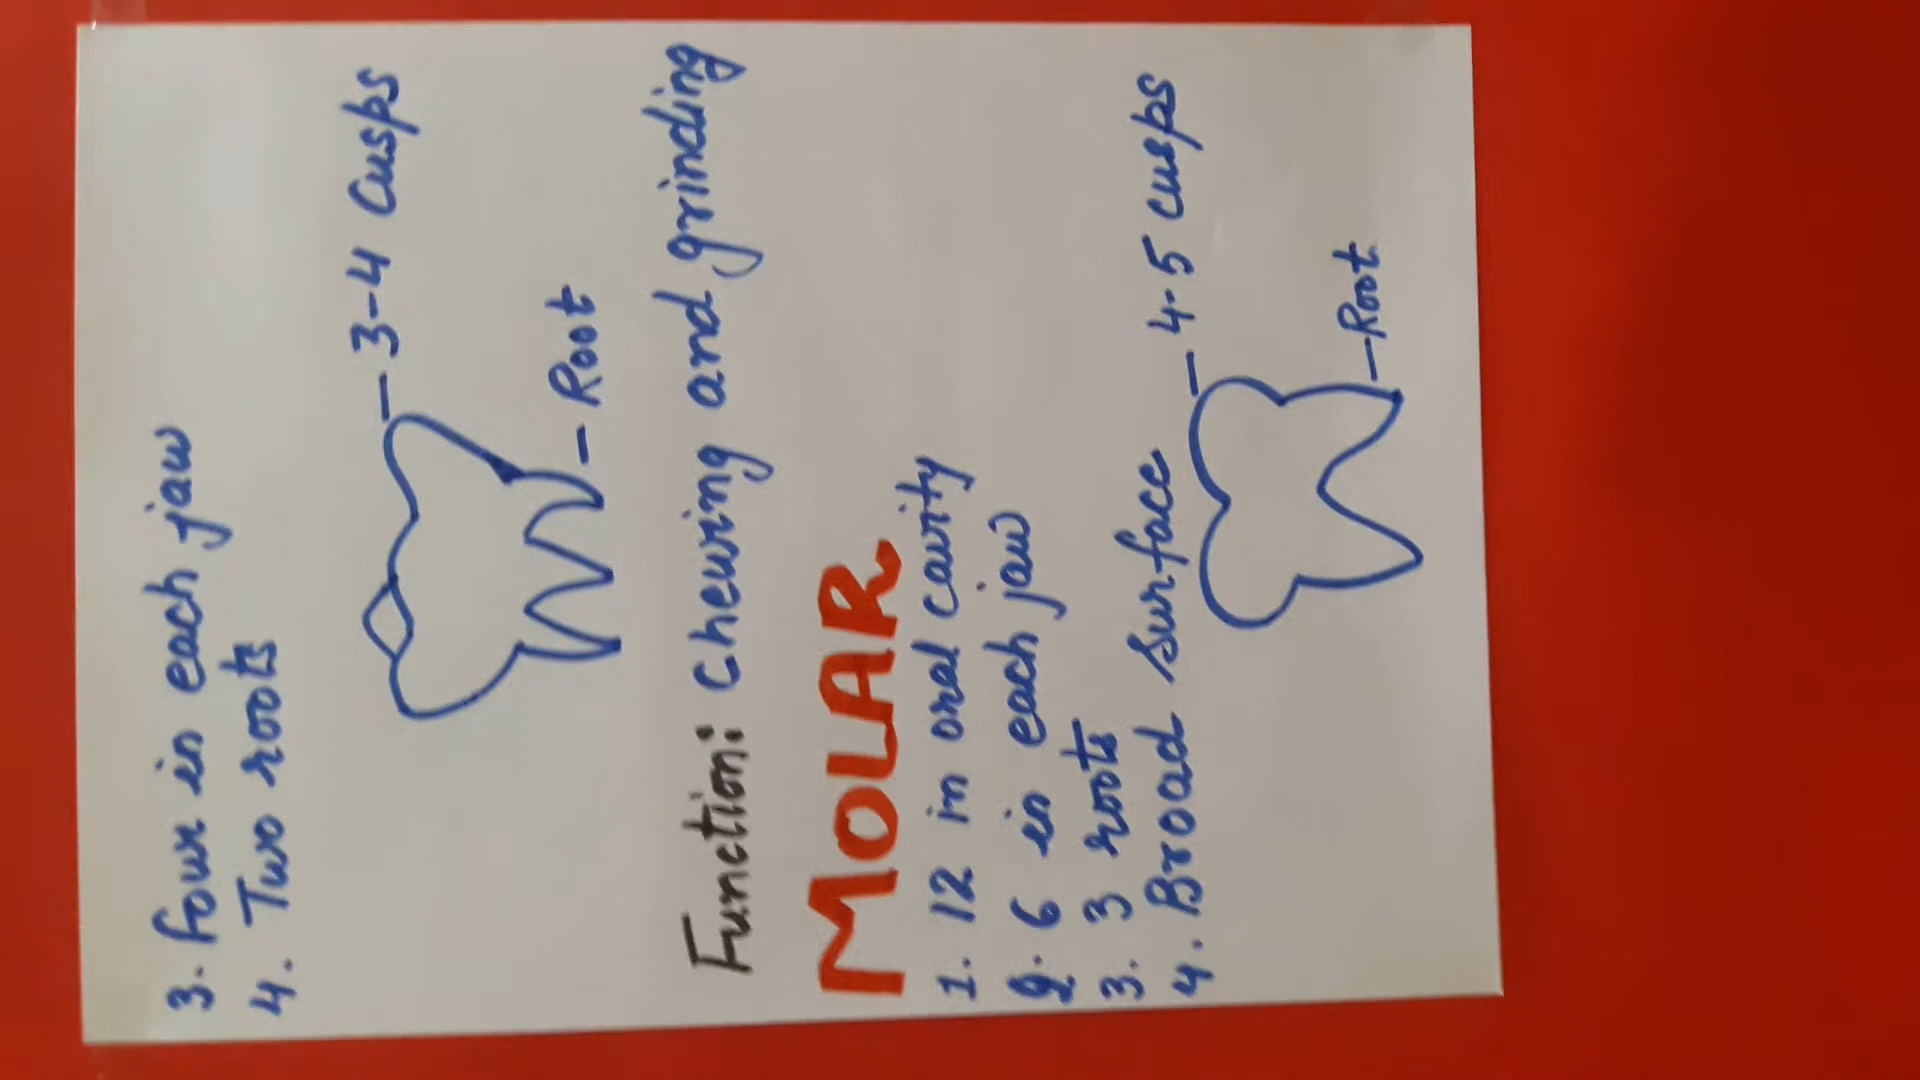 3. Four in each jaw
4. Two roots
3-4 Cusps
Root
Function: Chewing and grinding
MOLAR
1. 12 in oral cavity
2. 6 in each jaw
3. 3 roots
4. Broad surface
4-5 cusps
Root